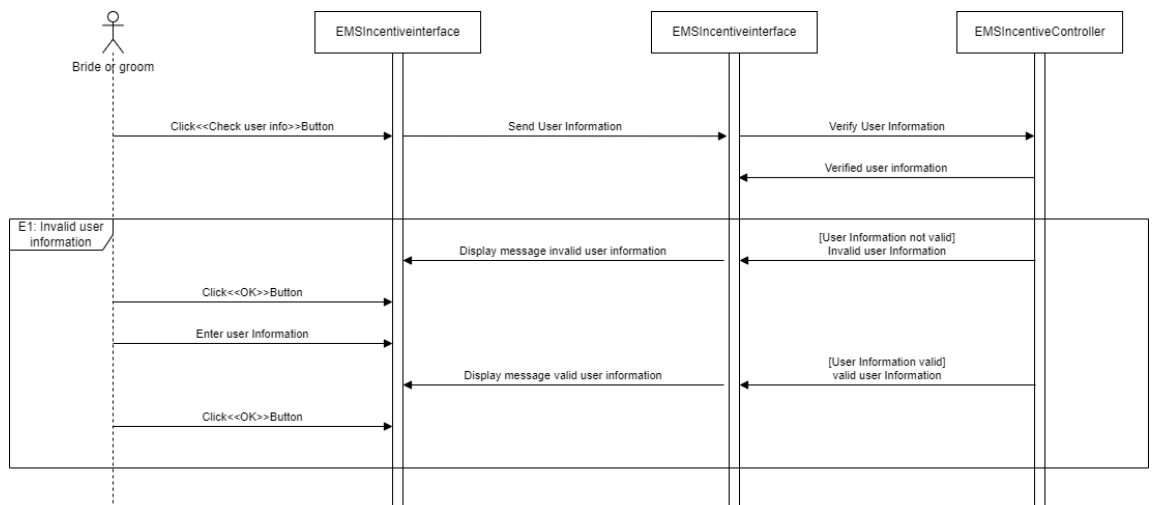 EMSIncentiveinterface
EMSIncentiveinterface
EMSIncentiveController
Bride or groom
Click<<Check user info>>Button
Send User Information
Verify User Information
Verified user information
E1: Invalid user
information
[User Information not valid]
Display message invalid user information
Invalid user Information
Click<<OK>>Button
Enter user Information
[User Information valid]
Display message valid user information
valid user Information
Click<<OK>>Button